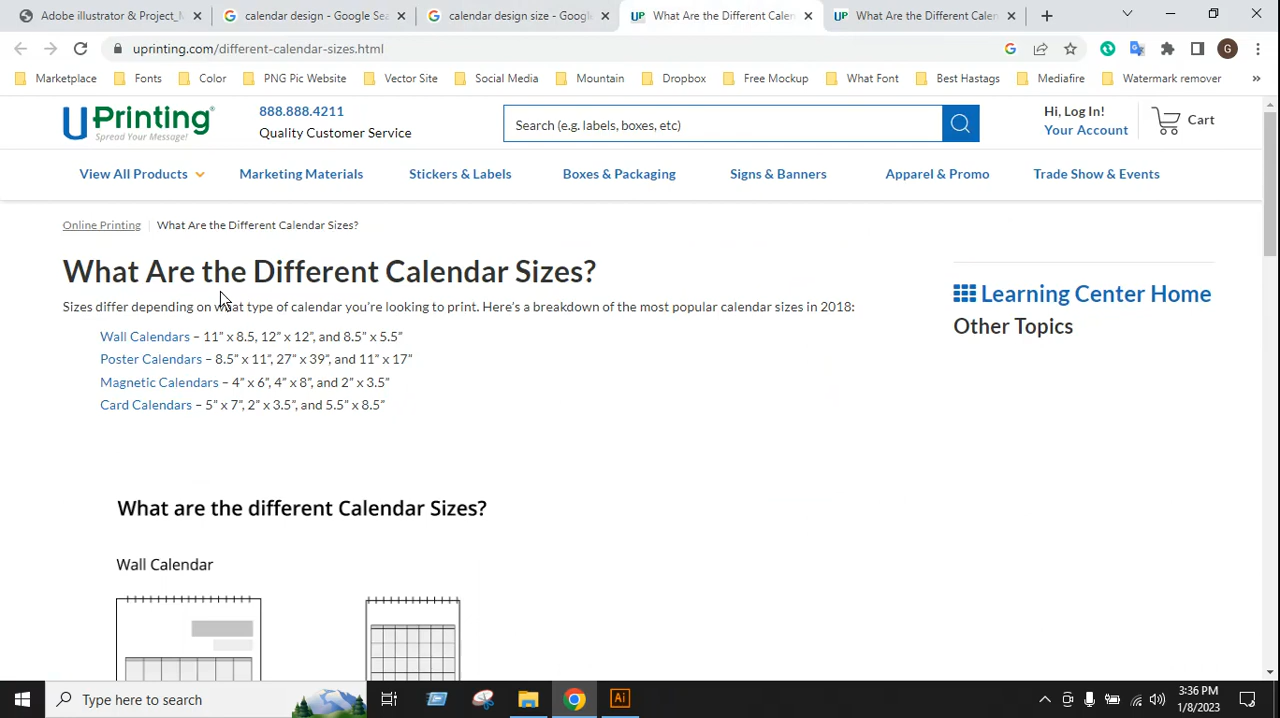 Adobe illustrator & Project_
calendar design - Google Sea
calendar design size - Google
What Are the Different Calen
What Are the Different Calen
uprinting.com/different-calendar-sizes.html
G
Marketplace
Fonts
Color
PNG Pic Website
Vector Site
Social Media
Mountain
Dropbox
Free Mockup
What Font
Best Hastags
Mediafire
Watermark remover
UPrinting®
Spread Your Message!
888.888.4211
Quality Customer Service
Search (e.g. labels, boxes, etc)
Hi, Log In!
Your Account
Cart
View All Products
Marketing Materials
Stickers & Labels
Boxes & Packaging
Signs & Banners
Apparel & Promo
Trade Show & Events
Online Printing | What Are the Different Calendar Sizes?
What Are the Different Calendar Sizes?
Sizes differ depending on what type of calendar you’re looking to print. Here’s a breakdown of the most popular calendar sizes in 2018:
Wall Calendars – 11” x 8.5, 12” x 12”, and 8.5” x 5.5”
Poster Calendars – 8.5” x 11”, 27” x 39”, and 11” x 17”
Magnetic Calendars – 4” x 6”, 4” x 8”, and 2” x 3.5”
Card Calendars – 5” x 7”, 2” x 3.5”, and 5.5” x 8.5”
Learning Center Home
Other Topics
What are the different Calendar Sizes?
Wall Calendar
Type here to search
Ai
3:36 PM
1/8/2023